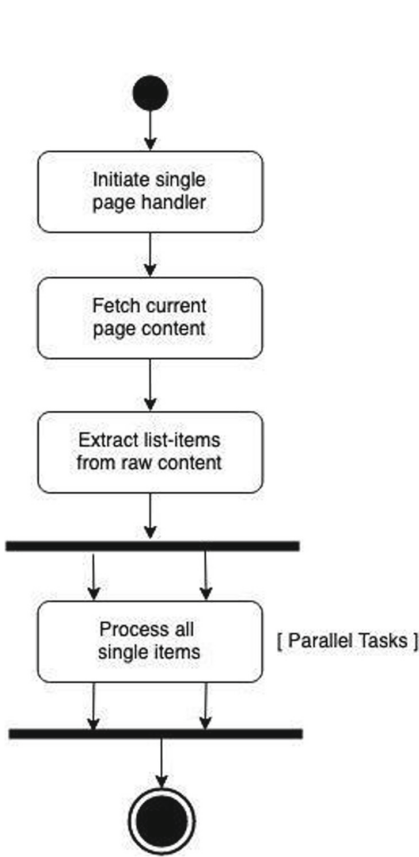 Initiate single
page handler
Fetch current
page content
Extract list-items
from raw content
Process all
single items
[ Parallel Tasks ]